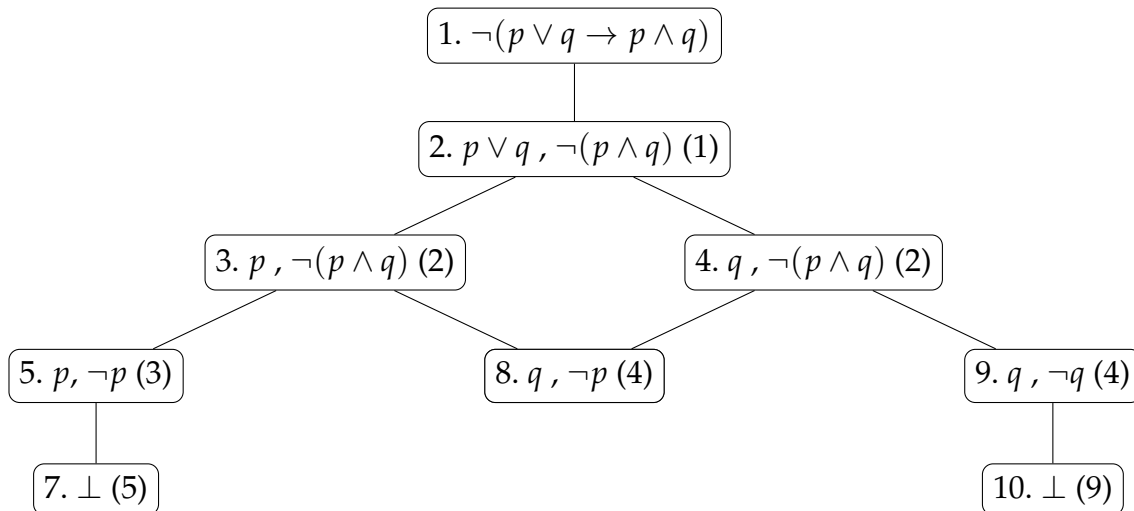 1. ¬(p ∨ q → p ∧ q)
2. p ∨ q , ¬(p ∧ q) (1)
3. p , ¬(p ∧ q) (2)
4. q , ¬(p ∧ q) (2)
5. p, ¬p (3)
8. q , ¬p (4)
9. q , ¬q (4)
7. ⊥ (5)
10. ⊥ (9)